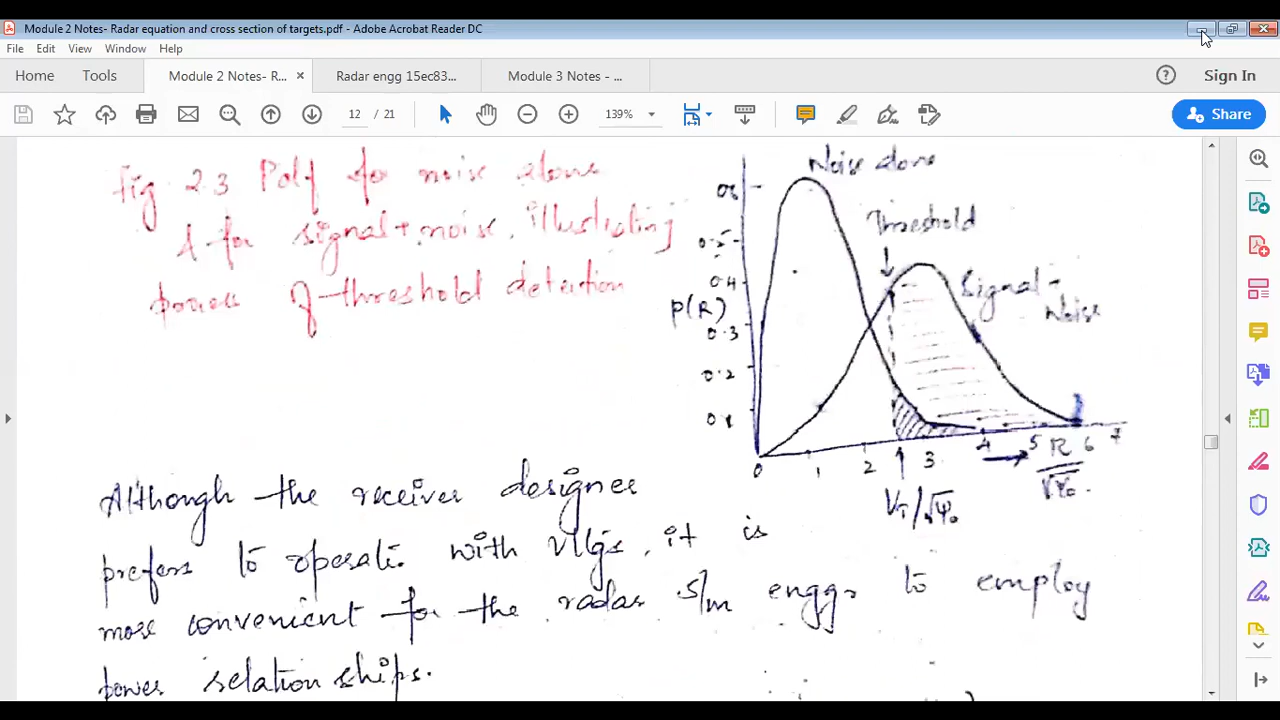 Module 2 Notes- Radar equation and cross section of targets.pdf - Adobe Acrobat Reader DC
File Edit View Window Help
Home Tools Module 2 Notes- R... × Radar engg 15ec83... Module 3 Notes - ... Sign In
12 / 21 139% Share
Fig 2.3 Pdf for noise alone
& for signal + noise, illustrating
process of threshold detection
Noise alone
Threshold
Signal -
Noise
p(R)
0.4
0.3
0.2
0.1
0 1 2 3 4 5 6 7
R
√Ψ₀
V_T/√Ψ₀
Although the receiver designer
prefers to operate with Vltgs, it is
more convenient for the radar s/m enggs to employ
power relation ships.